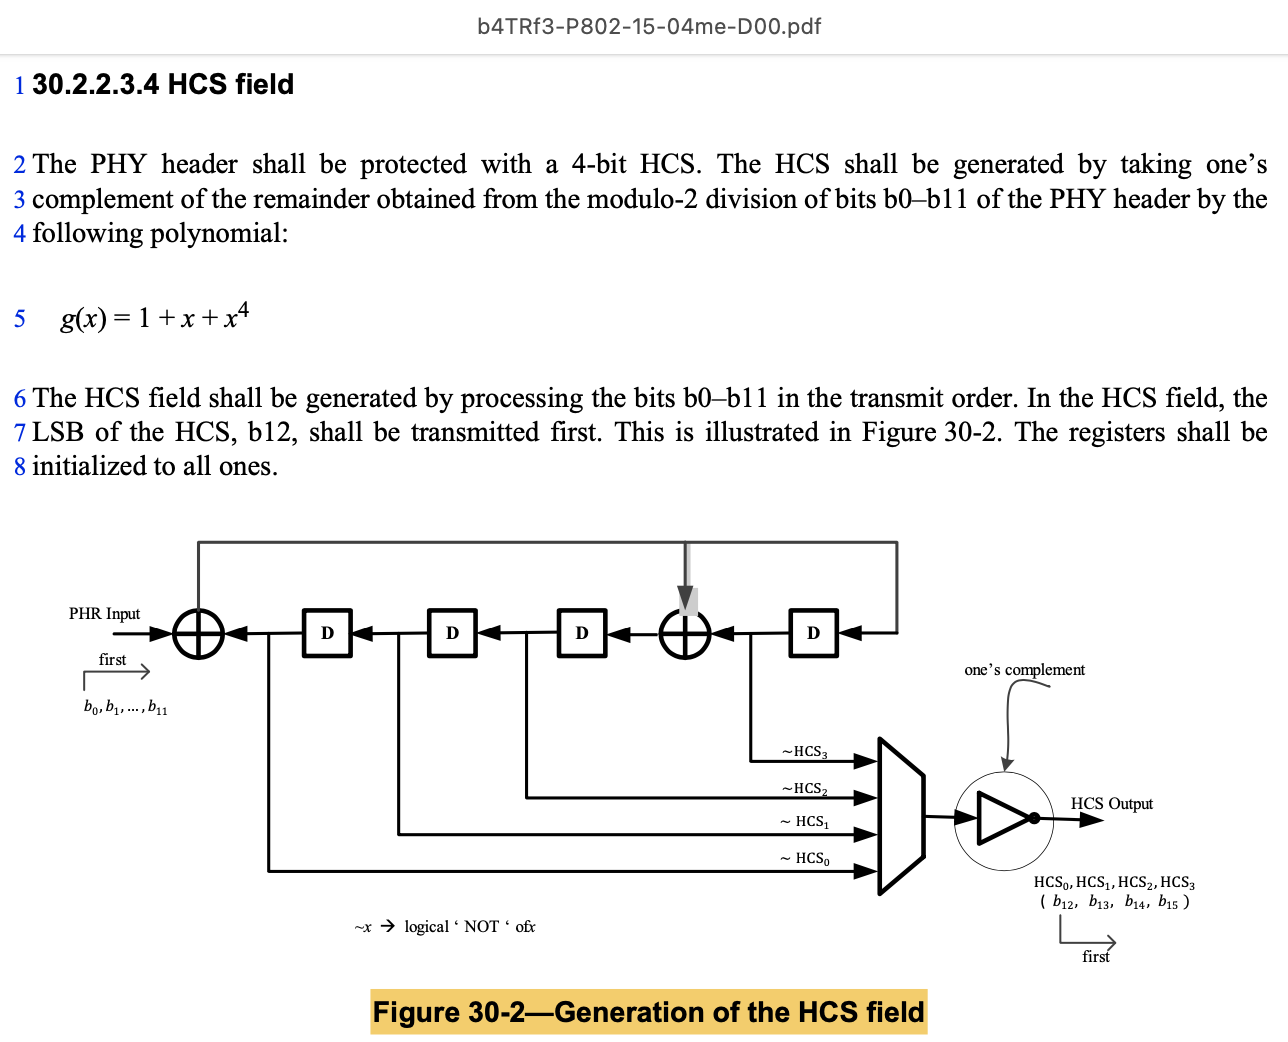 b4TRf3-P802-15-04me-D00.pdf
1 30.2.2.3.4 HCS field
2 The PHY header shall be protected with a 4-bit HCS. The HCS shall be generated by taking one’s
3 complement of the remainder obtained from the modulo-2 division of bits b0–b11 of the PHY header by the
4 following polynomial:
5 g(x) = 1 + x + x⁴
6 The HCS field shall be generated by processing the bits b0–b11 in the transmit order. In the HCS field, the
7 LSB of the HCS, b12, shall be transmitted first. This is illustrated in Figure 30-2. The registers shall be
8 initialized to all ones.
PHR Input
D D D D
first
b₀, b₁, ... , b₁₁
one’s complement
~HCS₃
~HCS₂
~ HCS₁
~ HCS₀
HCS Output
HCS₀, HCS₁, HCS₂, HCS₃
( b₁₂, b₁₃, b₁₄, b₁₅ )
first
~x → logical ‘ NOT ‘ ofx
Figure 30-2—Generation of the HCS field